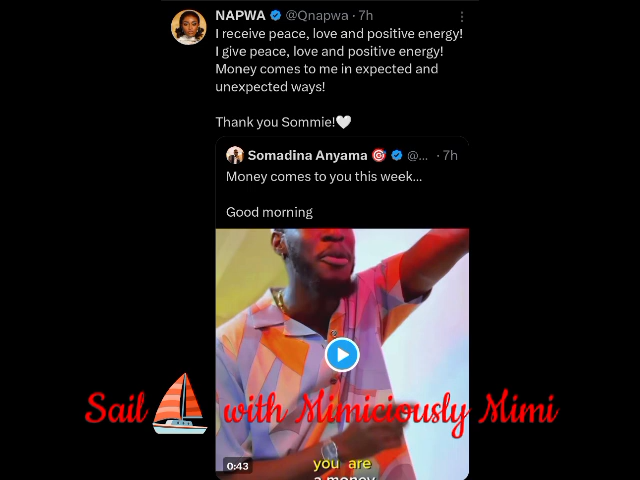 NAPWA @Qnapwa · 7h
I receive peace, love and positive energy!
I give peace, love and positive energy!
Money comes to me in expected and
unexpected ways!
Thank you Sommie!🤍
Somadina Anyama 🎯 @... · 7h
Money comes to you this week...
Good morning
Sail with Mimiciously Mimi
you are
a money
0:43